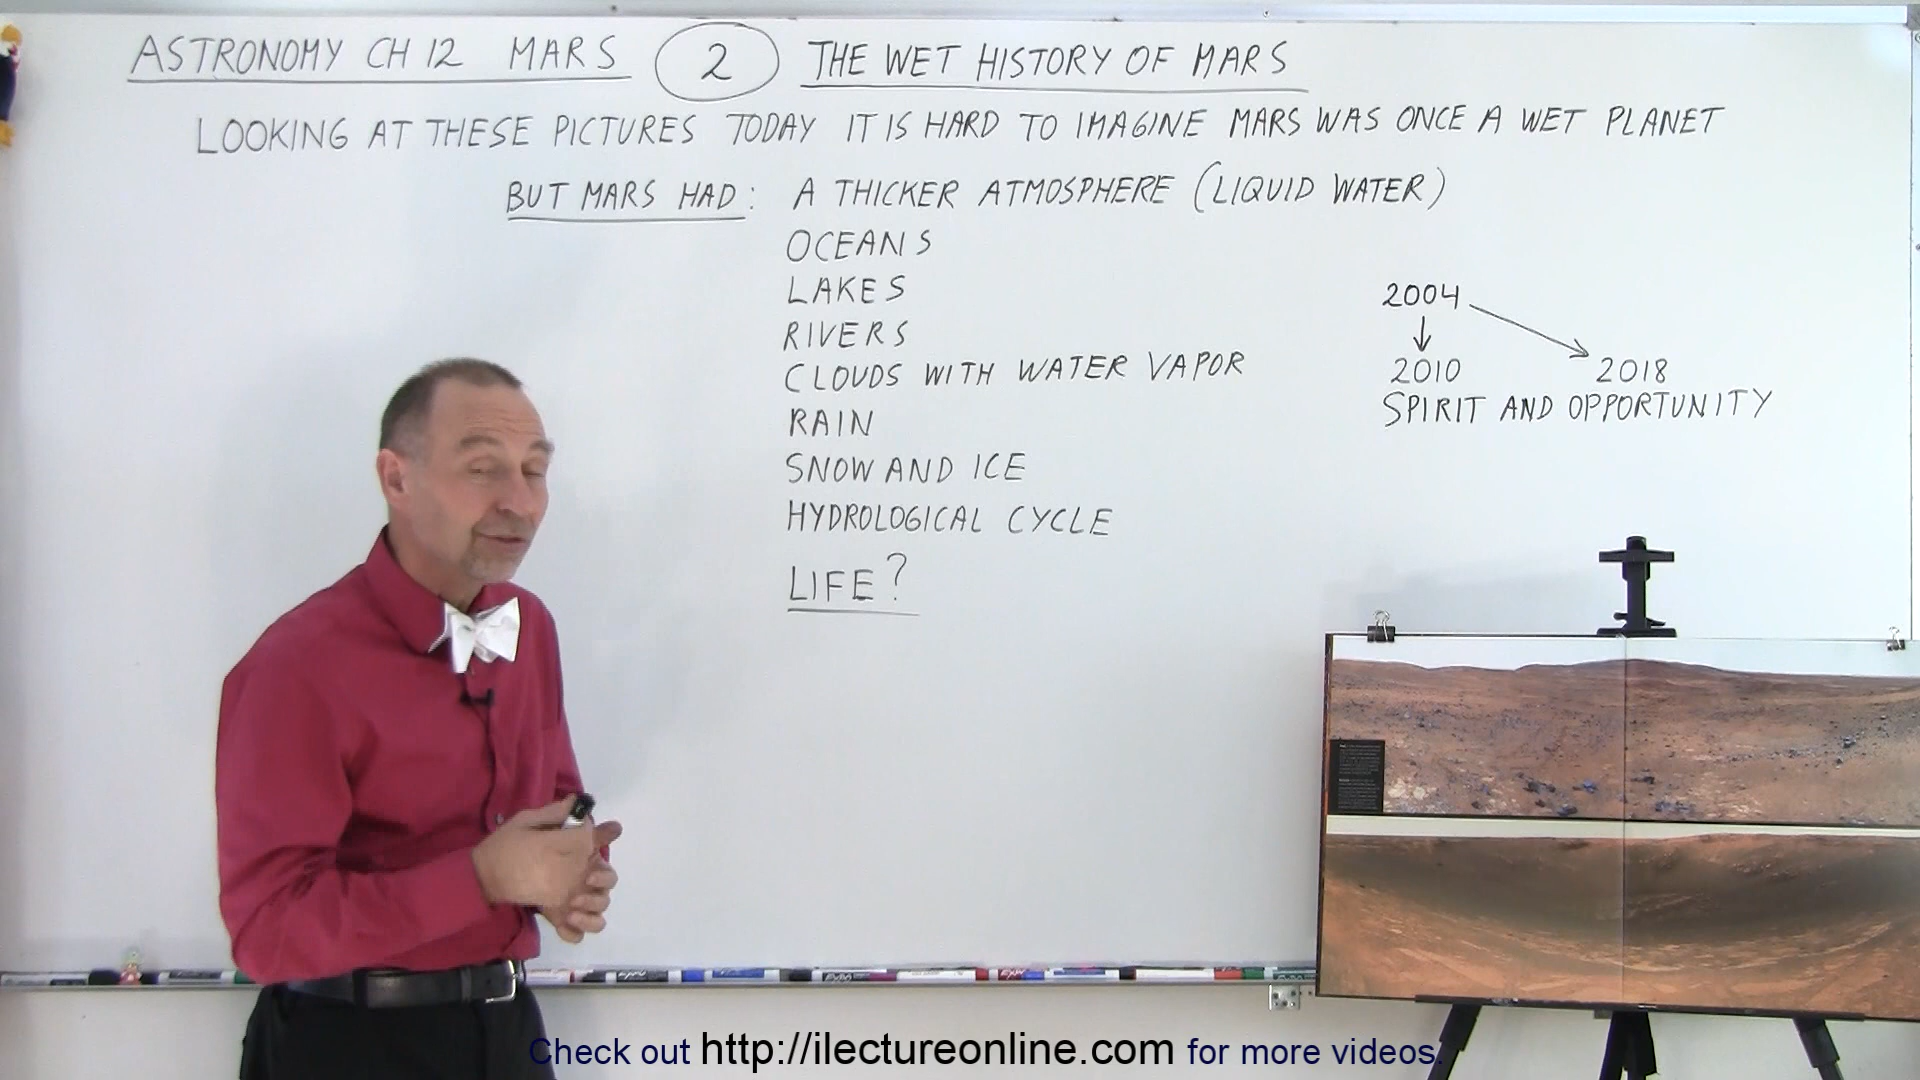 ASTRONOMY CH 12 MARS 2 THE WET HISTORY OF MARS
LOOKING AT THESE PICTURES TODAY IT IS HARD TO IMAGINE MARS WAS ONCE A WET PLANET
BUT MARS HAD: A THICKER ATMOSPHERE (LIQUID WATER)
OCEANS
LAKES
RIVERS
CLOUDS WITH WATER VAPOR
RAIN
SNOW AND ICE
HYDROLOGICAL CYCLE
LIFE?
2004
2010 2018
SPIRIT AND OPPORTUNITY
EXPO
Check out http://ilectureonline.com for more videos.